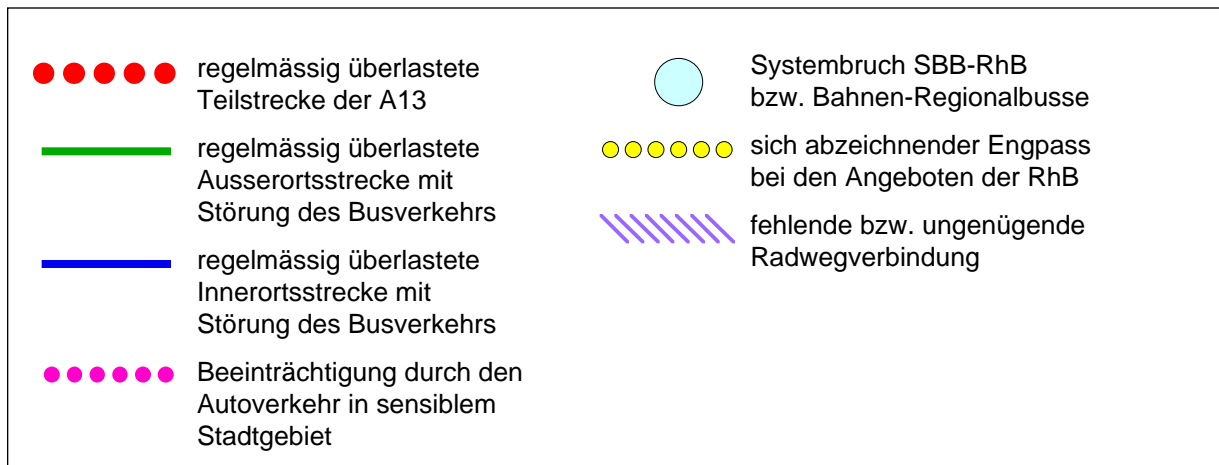 regelmässig überlastete
Teilstrecke der A13
regelmässig überlastete
Ausserortsstrecke mit
Störung des Busverkehrs
regelmässig überlastete
Innerortsstrecke mit
Störung des Busverkehrs
Beeinträchtigung durch den
Autoverkehr in sensiblem
Stadtgebiet
Systembruch SBB-RhB
bzw. Bahnen-Regionalbusse
sich abzeichnender Engpass
bei den Angeboten der RhB
fehlende bzw. ungenügende
Radwegverbindung